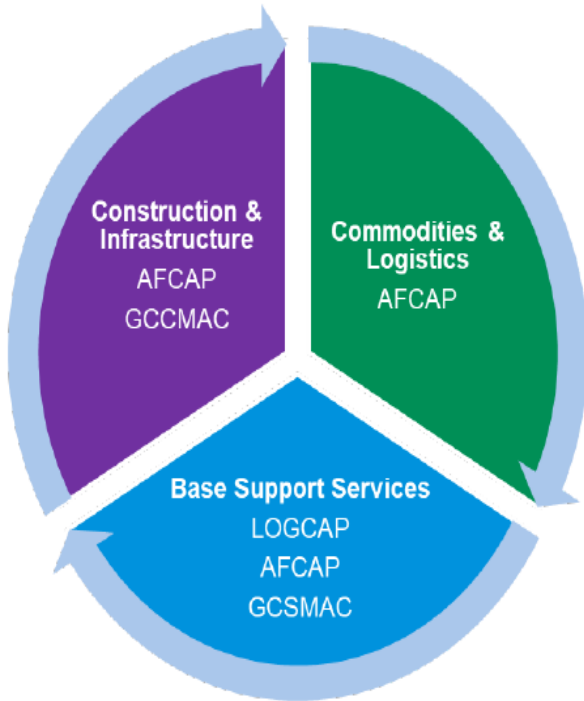 Construction &
Infrastructure
AFCAP
GCCMAC
Commodities &
Logistics
AFCAP
Base Support Services
LOGCAP
AFCAP
GCSMAC